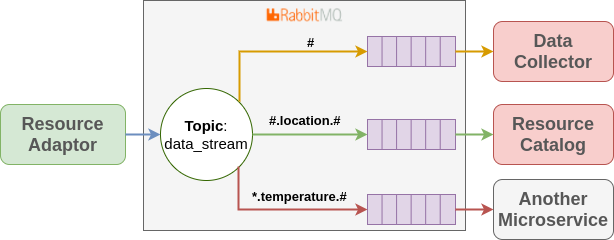 RabbitMQ
#
Data
Collector
Resource
Adaptor
Topic:
data_stream
#.location.#
Resource
Catalog
*.temperature.#
Another
Microservice